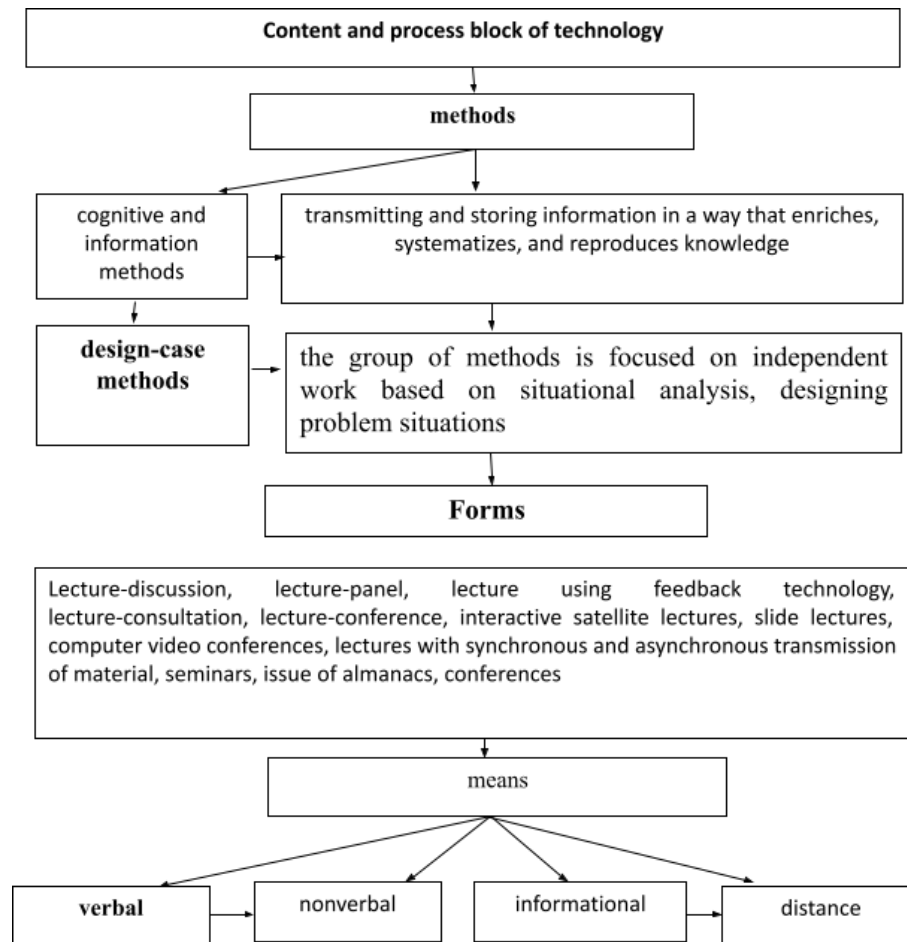 Content and process block of technology
methods
cognitive and
information
methods
transmitting and storing information in a way that enriches,
systematizes, and reproduces knowledge
design-case
methods
the group of methods is focused on independent
work based on situational analysis, designing
problem situations
Forms
Lecture-discussion, lecture-panel, lecture using feedback technology,
lecture-consultation, lecture-conference, interactive satellite lectures, slide lectures,
computer video conferences, lectures with synchronous and asynchronous transmission
of material, seminars, issue of almanacs, conferences
means
verbal
nonverbal
informational
distance